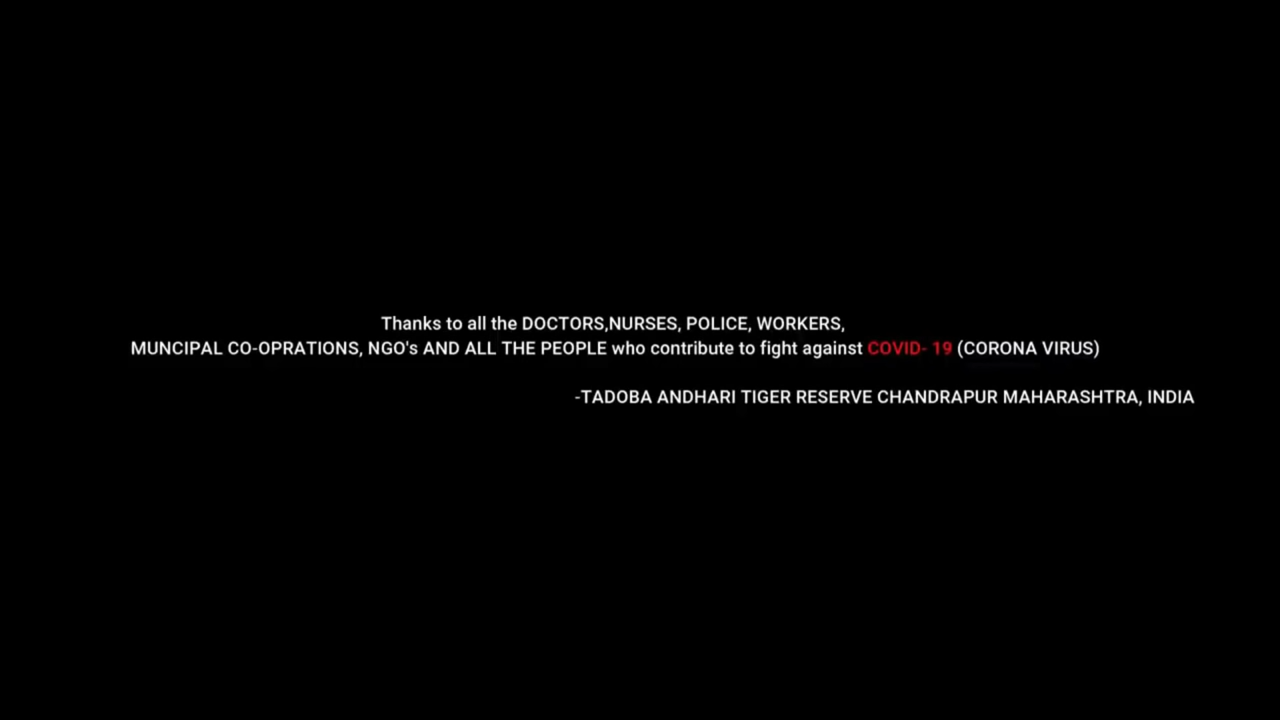 Thanks to all the DOCTORS,NURSES, POLICE, WORKERS,
MUNCIPAL CO-OPRATIONS, NGO's AND ALL THE PEOPLE who contribute to fight against COVID- 19 (CORONA VIRUS)
-TADOBA ANDHARI TIGER RESERVE CHANDRAPUR MAHARASHTRA, INDIA